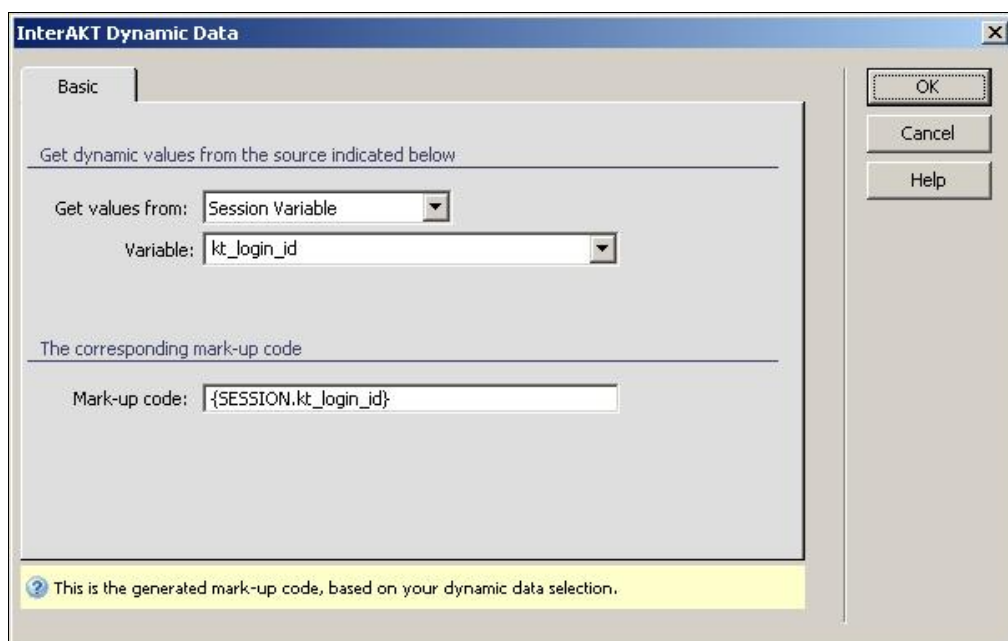 InterAKT Dynamic Data
Basic
OK
Cancel
Help
Get dynamic values from the source indicated below
Get values from: Session Variable
Variable: kt_login_id
The corresponding mark-up code
Mark-up code: {SESSION.kt_login_id}
This is the generated mark-up code, based on your dynamic data selection.